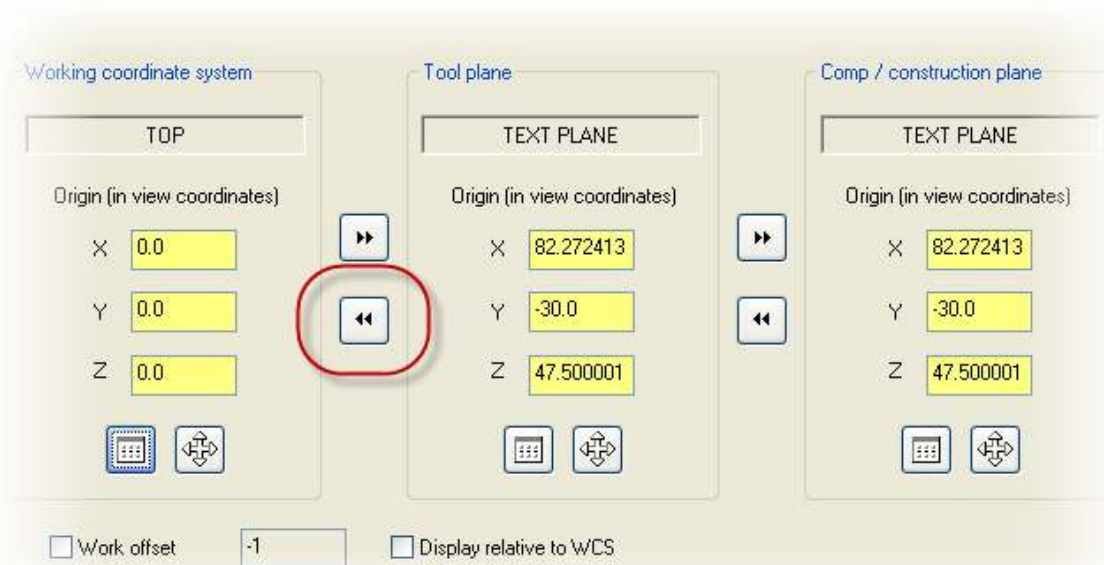 Working coordinate system Tool plane Comp / construction plane
TOP TEXT PLANE TEXT PLANE
Origin (in view coordinates) Origin (in view coordinates) Origin (in view coordinates)
X 0.0 X 82.272413 X 82.272413
Y 0.0 Y -30.0 Y -30.0
Z 0.0 Z 47.500001 Z 47.500001
Work offset -1 Display relative to WCS